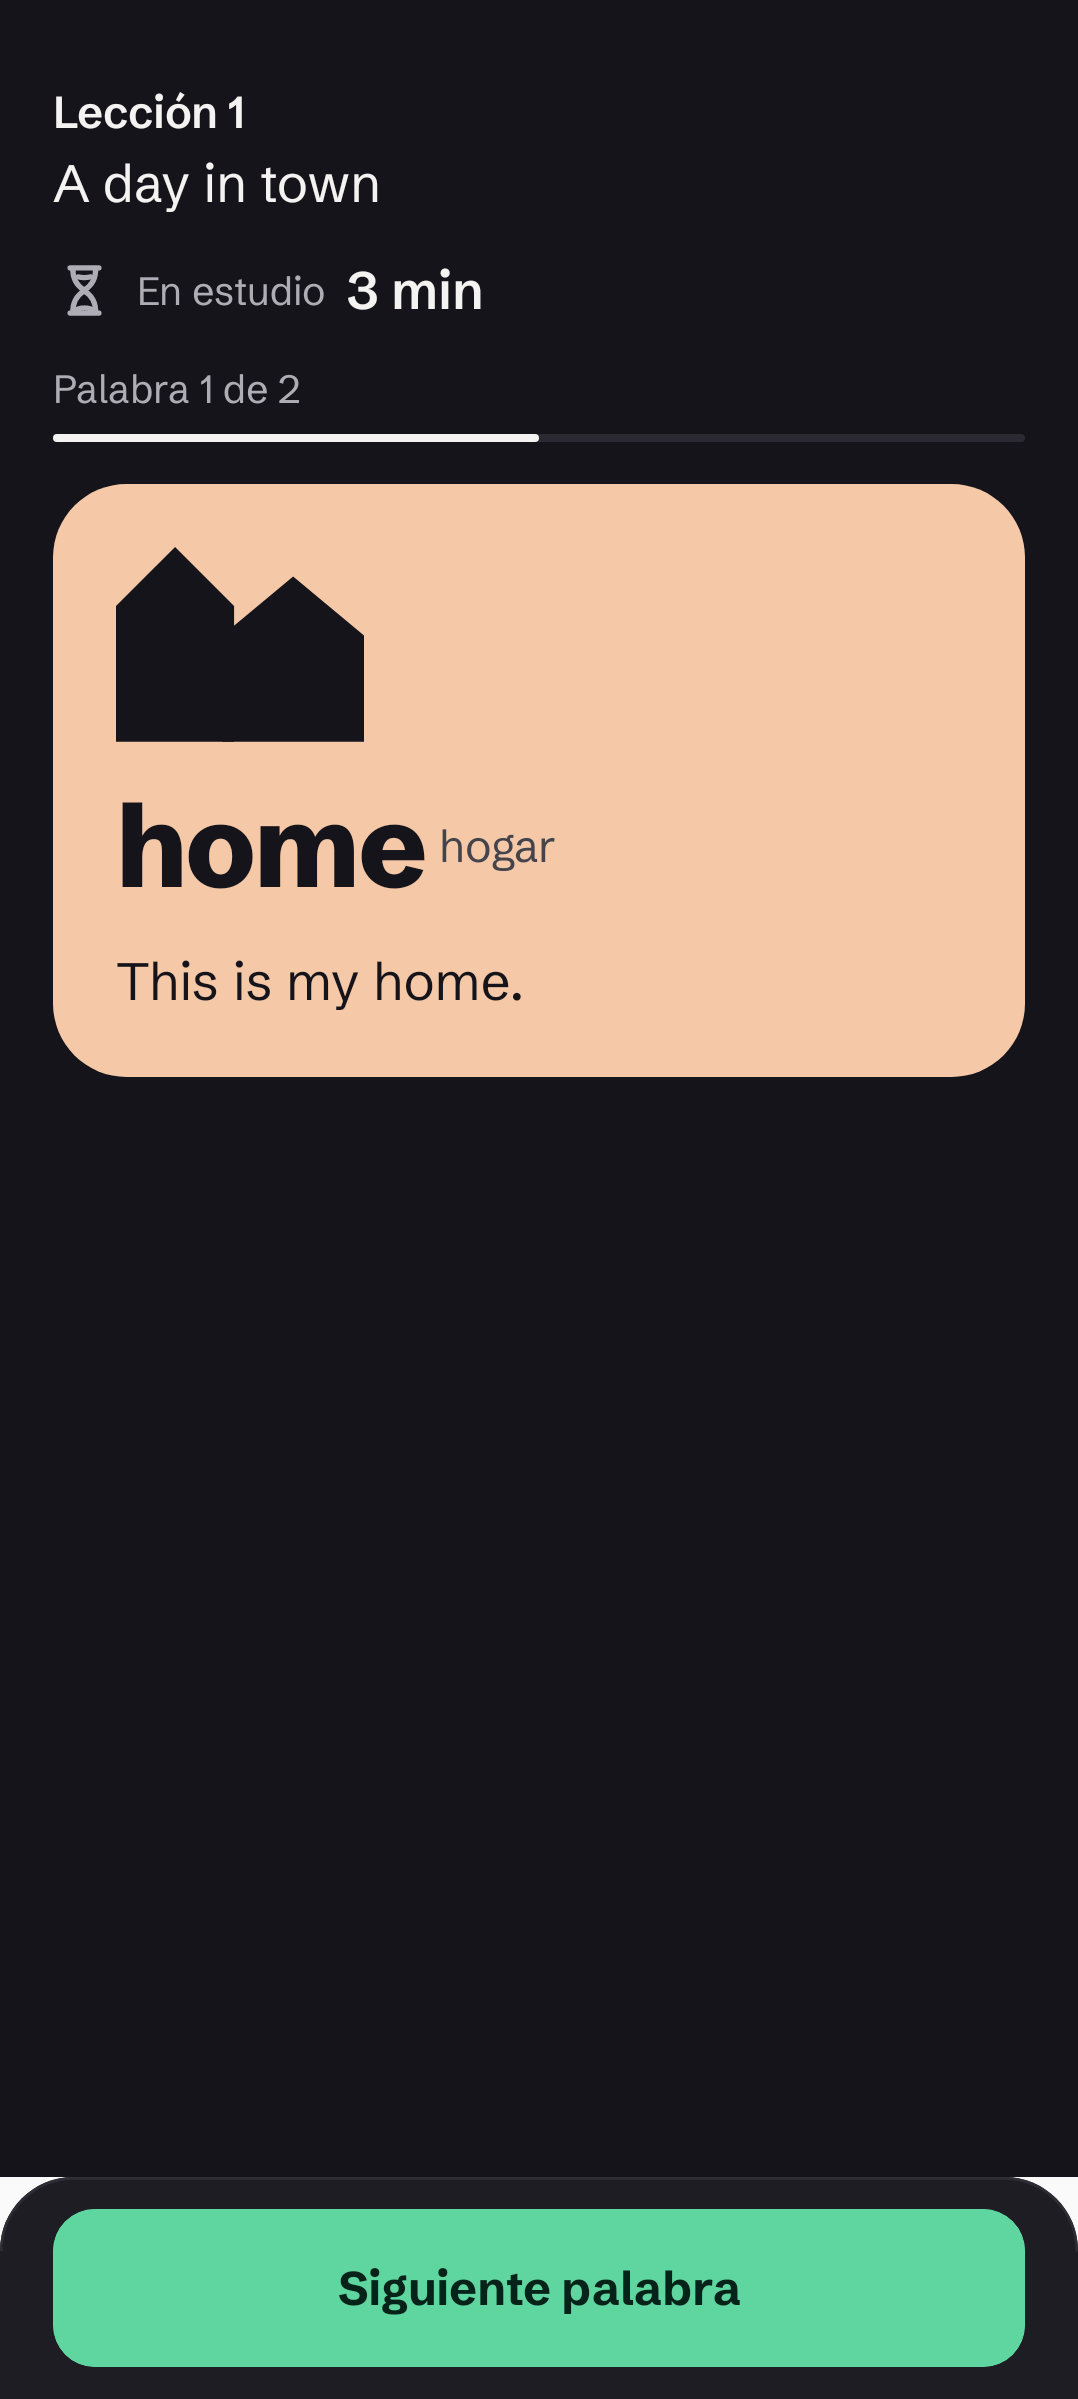 Lección 1
A day in town
En estudio 3 min
Palabra 1 de 2
home hogar
This is my home.
Siguiente palabra